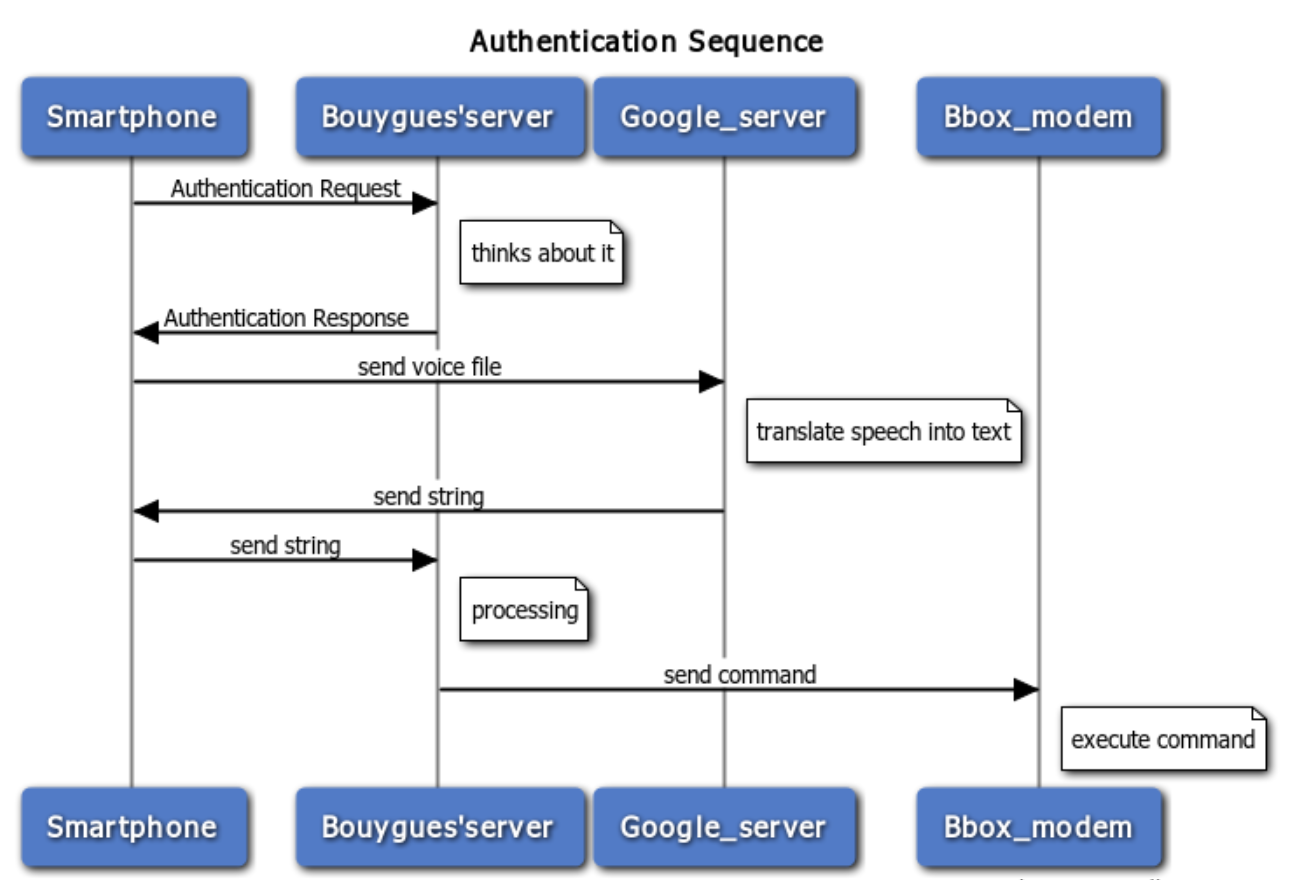 Authentication Sequence
Smartphone
Bouygues'server
Google_server
Bbox_modem
Authentication Request
thinks about it
Authentication Response
send voice file
translate speech into text
send string
send string
processing
send command
execute command
Smartphone
Bouygues'server
Google_server
Bbox_modem